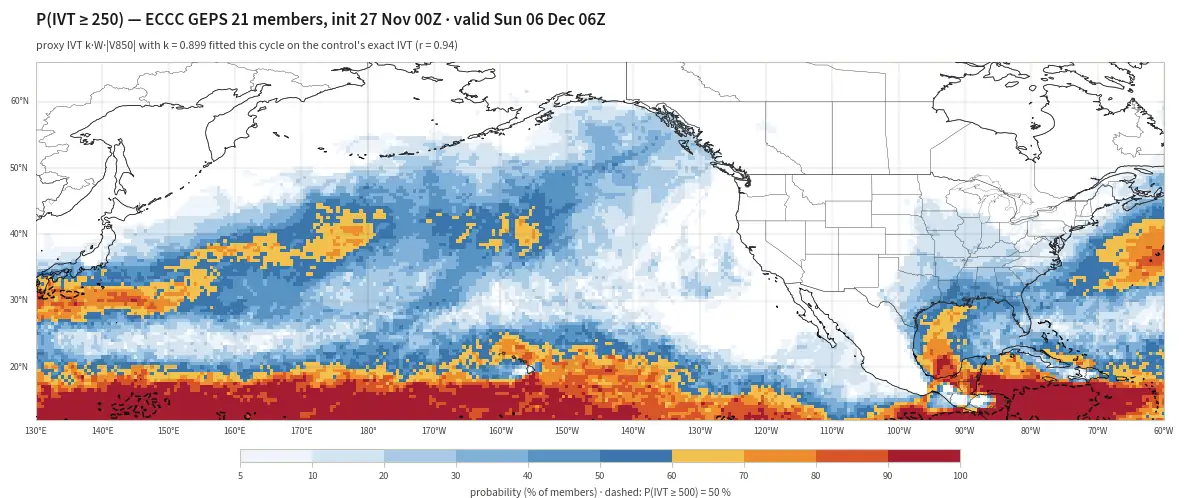 P(IVT ≥ 250) — ECCC GEPS 21 members, init 27 Nov 00Z · valid Sun 06 Dec 06Z
proxy IVT k·W·|V850| with k = 0.899 fitted this cycle on the control's exact IVT (r = 0.94)
60°N
50°N
40°N
30°N
20°N
130°E 140°E 150°E 160°E 170°E 180° 170°W 160°W 150°W 140°W 130°W 120°W 110°W 100°W 90°W 80°W 70°W 60°W
5 10 20 30 40 50 60 70 80 90 100
probability (% of members) · dashed: P(IVT ≥ 500) = 50 %